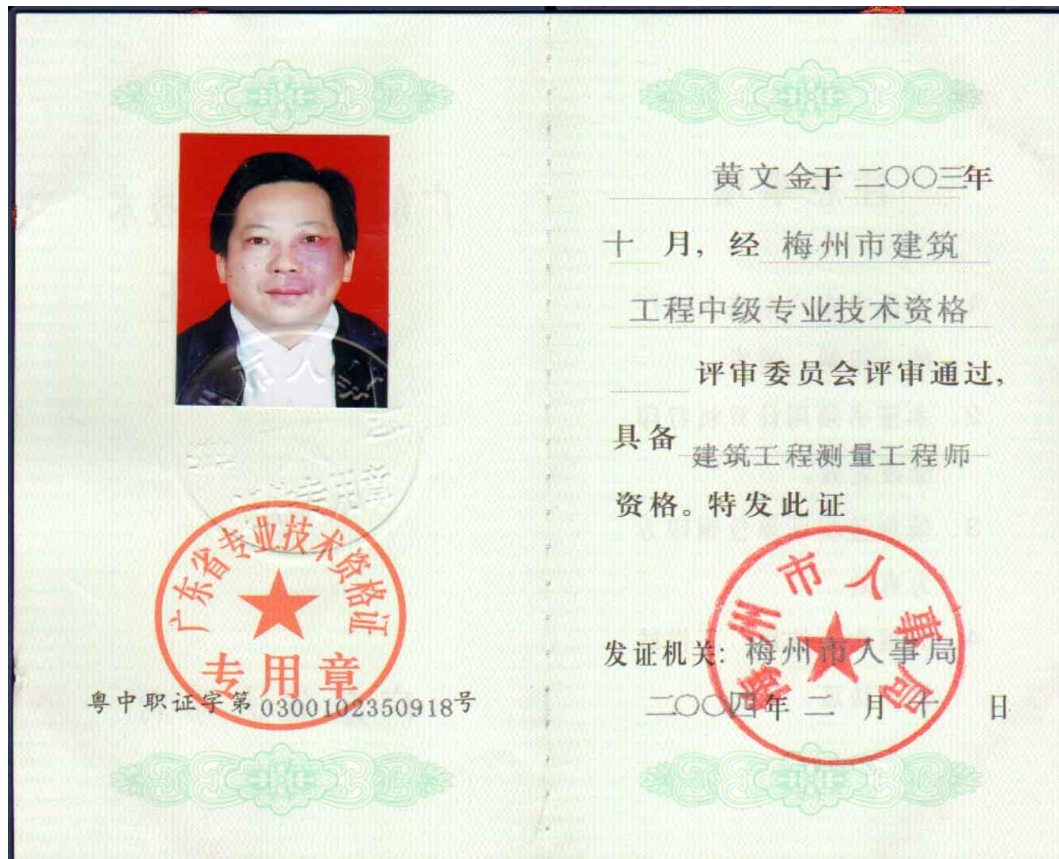 广东省专业技术资格证
专用章
粤中职证字第0300102350918号
黄文金于 二〇〇三年
十 月, 经 梅州市建筑
工程中级专业技术资格
评审委员会评审通过,
具备 建筑工程测量工程师
资格。特发此证
梅州市人事局
发证机关: 梅州市人事局
二〇〇四年 二 月 十 日